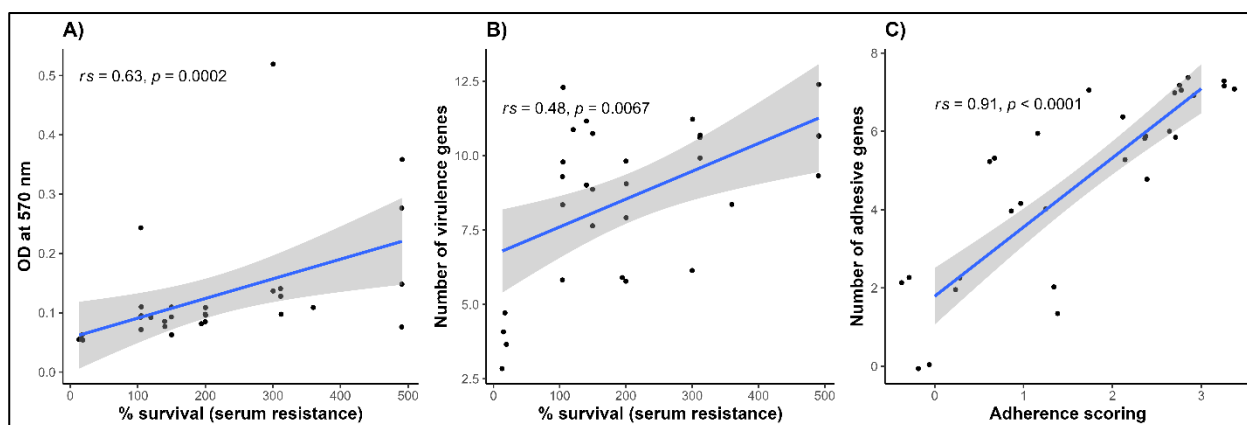 A)
rs = 0.63, p = 0.0002
OD at 570 nm
0.5
0.4
0.3
0.2
0.1
0.0
0
100
200
300
400
500
% survival (serum resistance)
B)
rs = 0.48, p = 0.0067
Number of virulence genes
12.5
10.0
7.5
5.0
2.5
0
100
200
300
400
500
% survival (serum resistance)
C)
rs = 0.91, p < 0.0001
Number of adhesive genes
8
6
4
2
0
0
1
2
3
Adherence scoring